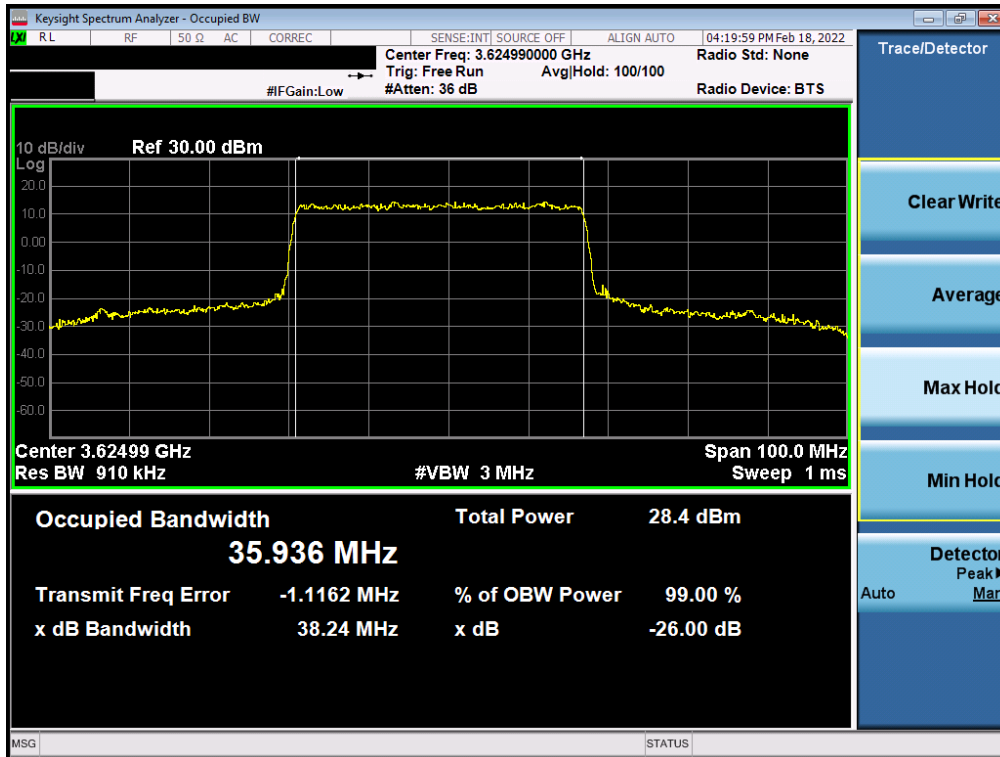 Keysight Spectrum Analyzer - Occupied BW
LXI RL RF 50 Ω AC CORREC SENSE:INT SOURCE OFF ALIGN AUTO 04:19:59 PM Feb 18, 2022
Center Freq: 3.624990000 GHz Radio Std: None
Trig: Free Run Avg|Hold: 100/100
#IFGain:Low #Atten: 36 dB Radio Device: BTS
Trace/Detector
10 dB/div Ref 30.00 dBm
Log
20.0
10.0
0.00
-10.0
-20.0
-30.0
-40.0
-50.0
-60.0
Center 3.62499 GHz Span 100.0 MHz
Res BW 910 kHz #VBW 3 MHz Sweep 1 ms
Occupied Bandwidth Total Power 28.4 dBm
35.936 MHz
Transmit Freq Error -1.1162 MHz % of OBW Power 99.00 %
x dB Bandwidth 38.24 MHz x dB -26.00 dB
Clear Write
Average
Max Hold
Min Hold
Detector
Peak
Auto Man
MSG STATUS